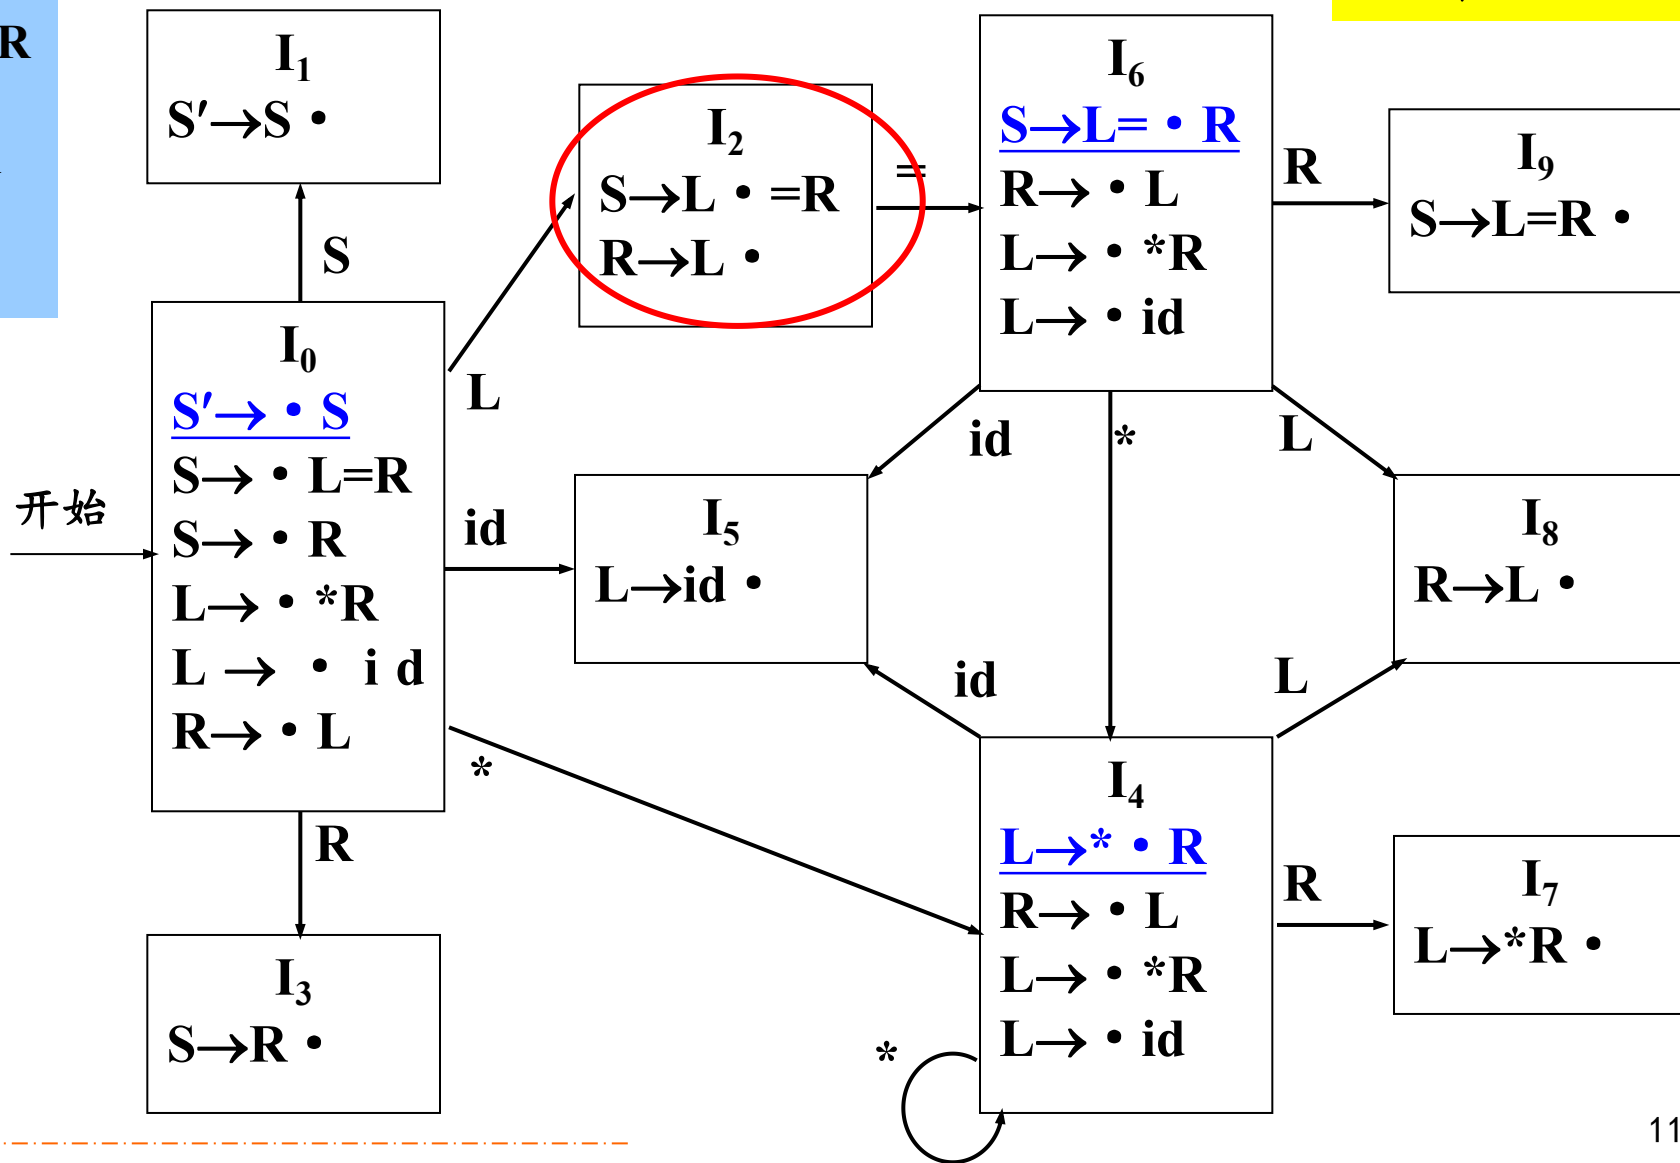 R
I₁
S′→S ·
S
I₂
S→L · =R
R→L ·
=
I₆
S→L= · R
R→ · L
L→ · *R
L→ · id
R
I₉
S→L=R ·
开始
I₀
S′→ · S
S→ · L=R
S→ · R
L→ · *R
L → · i d
R→ · L
L
id
*
R
I₃
S→R ·
I₅
L→id ·
id
*
L
I₈
R→L ·
id
L
I₄
L→* · R
R→ · L
L→ · *R
L→ · id
*
R
I₇
L→*R ·
11